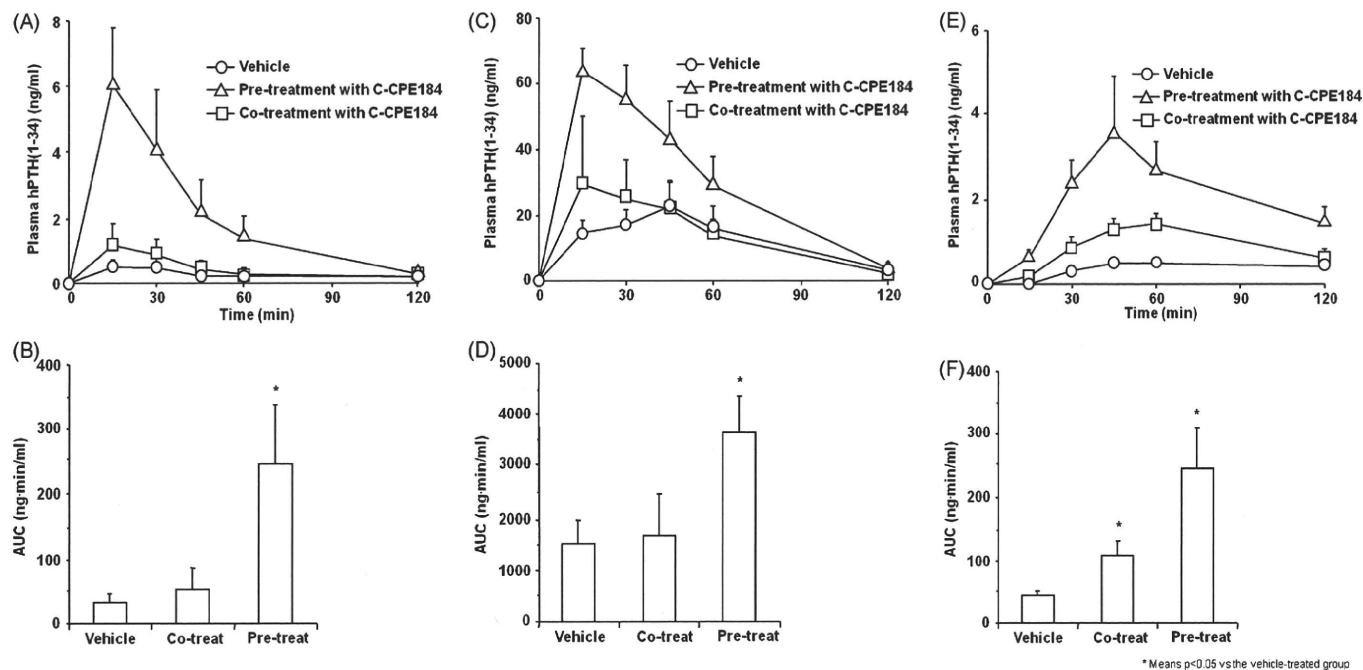 (A)
Plasma hPTH(1-34) (ng/ml)
8
6
4
2
0
Vehicle
Pre-treatment with C-CPE184
Co-treatment with C-CPE184
0 30 60 90 120
Time (min)
(C)
Plasma hPTH(1-34) (ng/ml)
80
60
40
20
0
Vehicle
Pre-treatment with C-CPE184
Co-treatment with C-CPE184
0 30 60 90 120
Time (min)
(E)
Plasma hPTH(1-34) (ng/ml)
6
4
2
0
Vehicle
Pre-treatment with C-CPE184
Co-treatment with C-CPE184
0 30 60 90 120
Time (min)
(B)
AUC (ng·min/ml)
400
300
200
100
0
*
Vehicle Co-treat Pre-treat
(D)
AUC (ng·min/ml)
5000
4000
3000
2000
1000
0
*
Vehicle Co-treat Pre-treat
(F)
AUC (ng·min/ml)
400
300
200
100
0
*
*
Vehicle Co-treat Pre-treat
* Means p<0.05 vs the vehicle-treated group